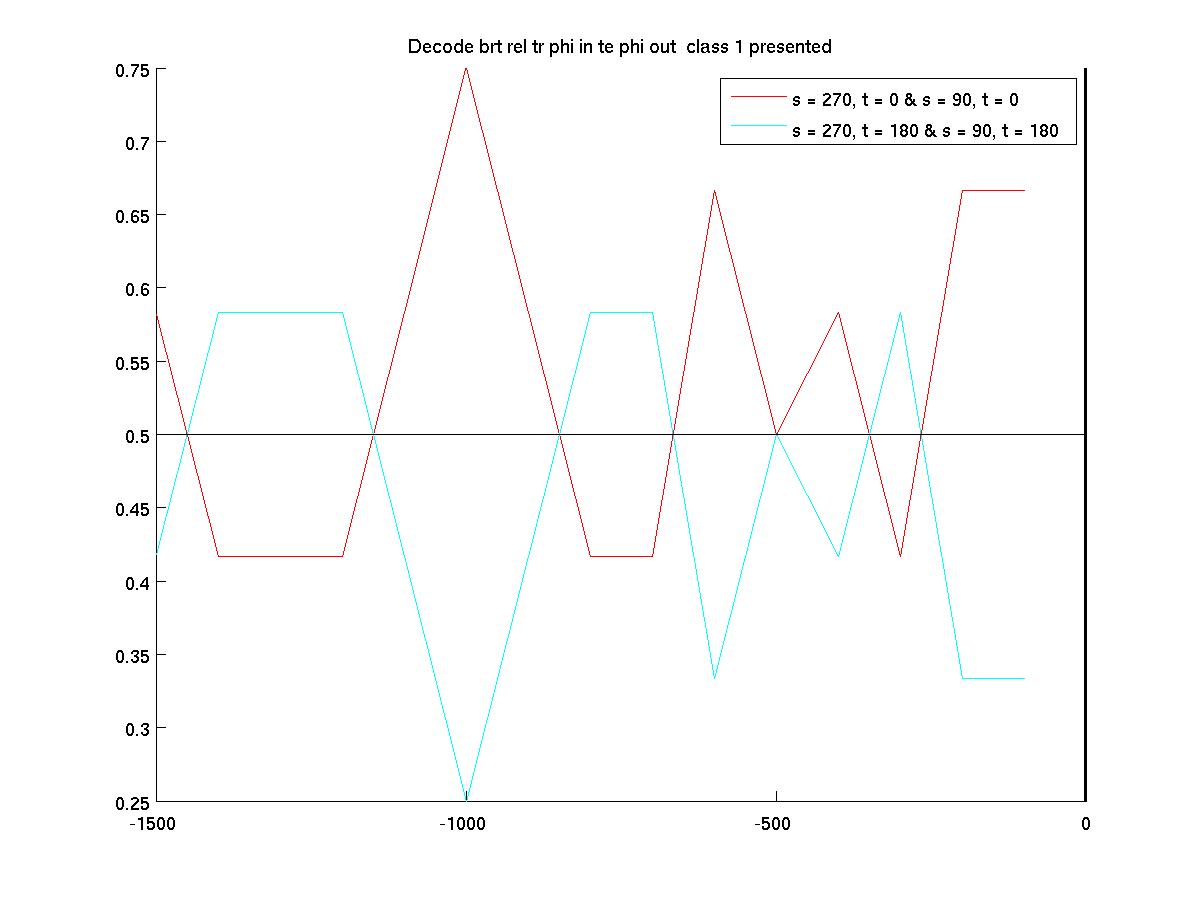 Decode brt rel tr phi in te phi out class 1 presented
s = 270, t = 0 & s = 90, t = 0
s = 270, t = 180 & s = 90, t = 180
0.75
0.7
0.65
0.6
0.55
0.5
0.45
0.4
0.35
0.3
0.25
-1500 -1000 -500 0